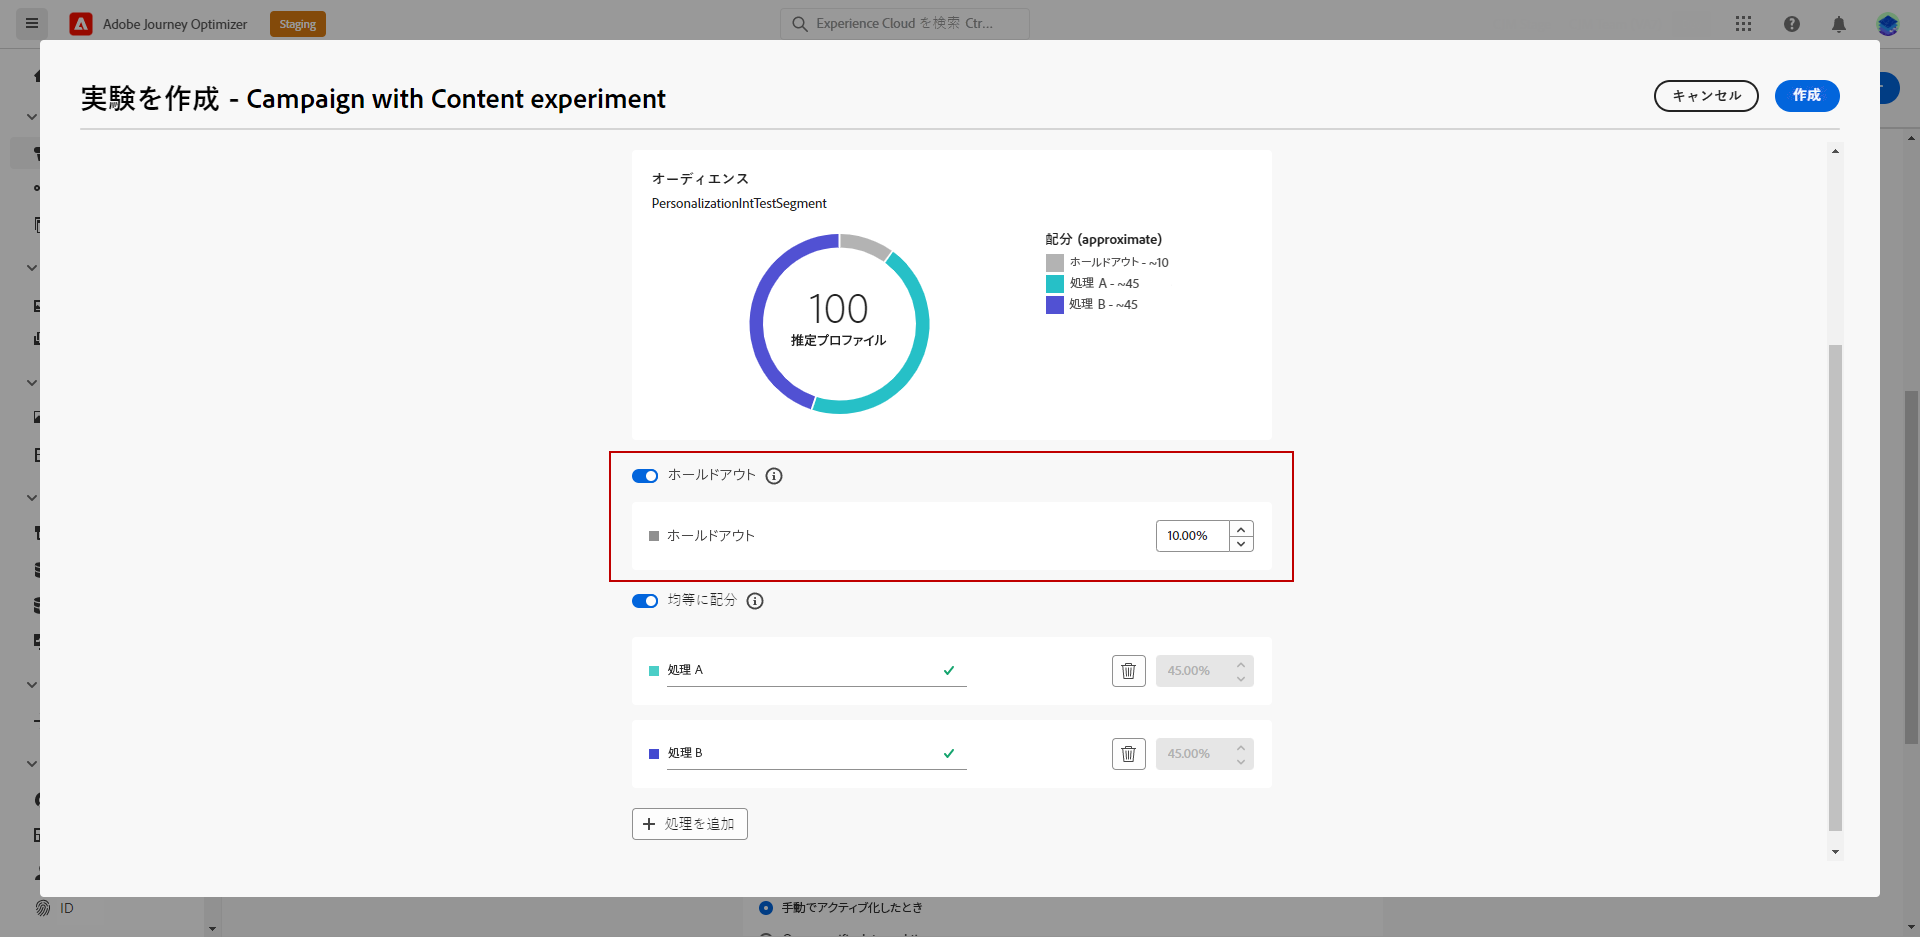 Adobe Journey Optimizer
Staging
Experience Cloud を検索 Ctr...
実験を作成 - Campaign with Content experiment
キャンセル
作成
オーディエンス
PersonalizationIntTestSegment
100
推定プロファイル
配分 (approximate)
ホールドアウト - ~10
処理 A - ~45
処理 B - ~45
ホールドアウト
ホールドアウト
10.00%
均等に配分
処理 A
45.00%
処理 B
45.00%
処理を追加
ID
手動でアクティブ化したとき